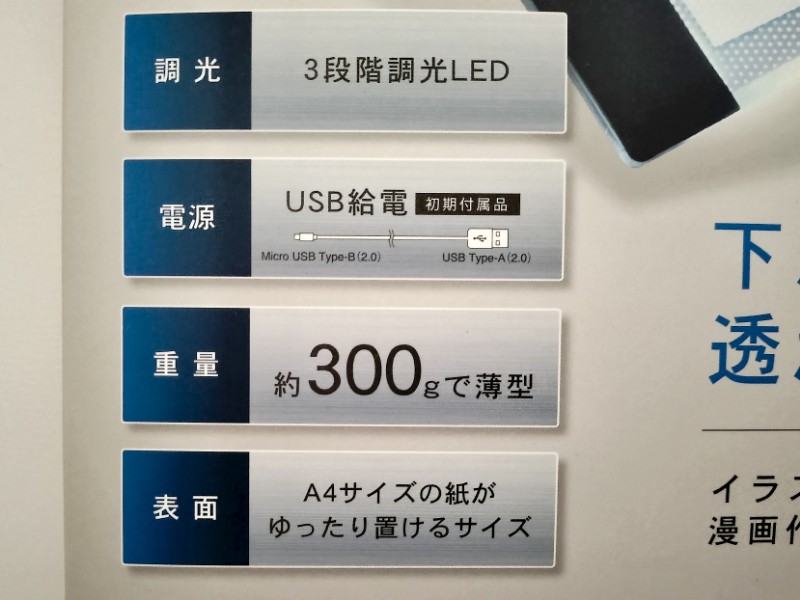 調光
3段階調光LED
電源
USB給電 初期付属品
Micro USB Type-B(2.0)
USB Type-A(2.0)
重量
約300gで薄型
表面
A4サイズの紙が
ゆったり置けるサイズ
下
透
イラ
漫画